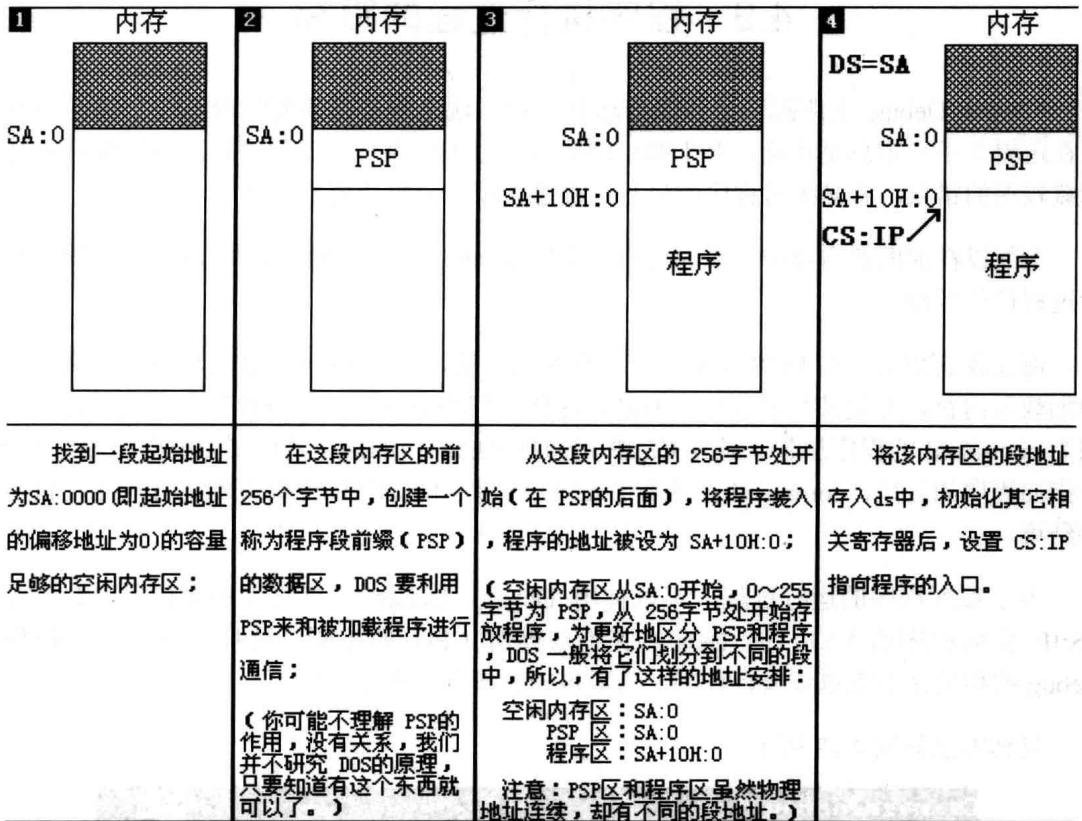 1 内存
SA:0
找到一段起始地址
为SA:0000(即起始地址
的偏移地址为0)的容量
足够的空闲内存区；
2 内存
SA:0
PSP
在这段内存区的前
256个字节中，创建一个
称为程序段前缀（PSP）
的数据区，DOS 要利用
PSP来和被加载程序进行
通信；
（你可能不理解 PSP的
作用，没有关系，我们
并不研究 DOS的原理，
只要知道有这个东西就
可以了。）
3 内存
SA:0
PSP
SA+10H:0
程序
从这段内存区的 256字节处开
始（在 PSP的后面），将程序装入
，程序的地址被设为 SA+10H:0；
（空闲内存区从SA:0开始，0～255
字节为 PSP，从 256字节处开始存
放程序，为更好地区分 PSP和程序
，DOS 一般将它们划分到不同的段
中，所以，有了这样的地址安排：
空闲内存区：SA:0
PSP 区：SA:0
程序区：SA+10H:0
注意：PSP区和程序区虽然物理
地址连续，却有不同的段地址。）
4 内存
DS=SA
SA:0
PSP
SA+10H:0
CS:IP
程序
将该内存区的段地址
存入ds中，初始化其它相
关寄存器后，设置 CS:IP
指向程序的入口。